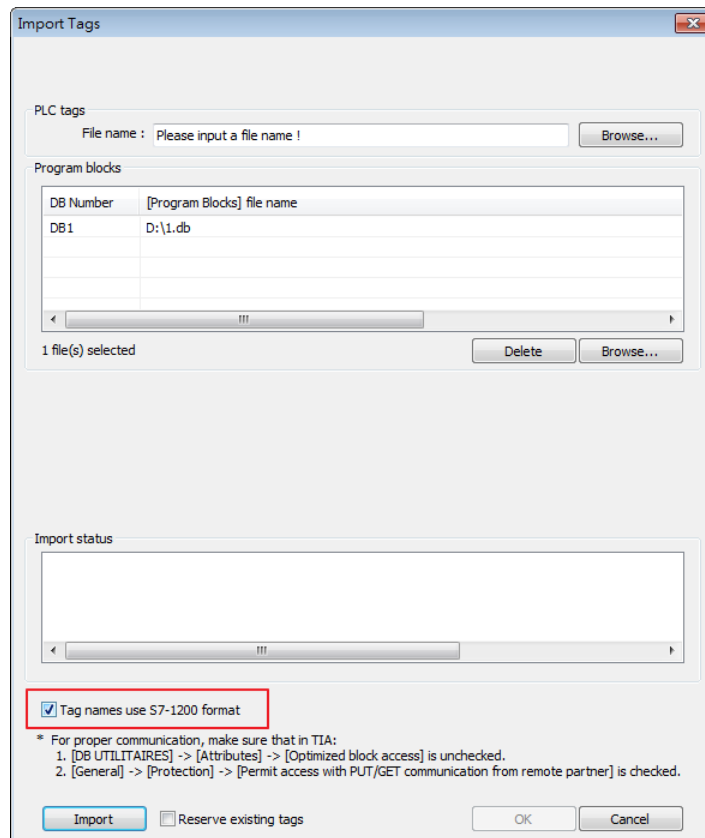 Import Tags
PLC tags
File name : Please input a file name ! Browse...
Program blocks
DB Number [Program Blocks] file name
DB1 D:\1.db
1 file(s) selected Delete Browse...
Import status
Tag names use S7-1200 format
* For proper communication, make sure that in TIA:
1. [DB UTILITAIRES] -> [Attributes] -> [Optimized block access] is unchecked.
2. [General] -> [Protection] -> [Permit access with PUT/GET communication from remote partner] is checked.
Import Reserve existing tags OK Cancel